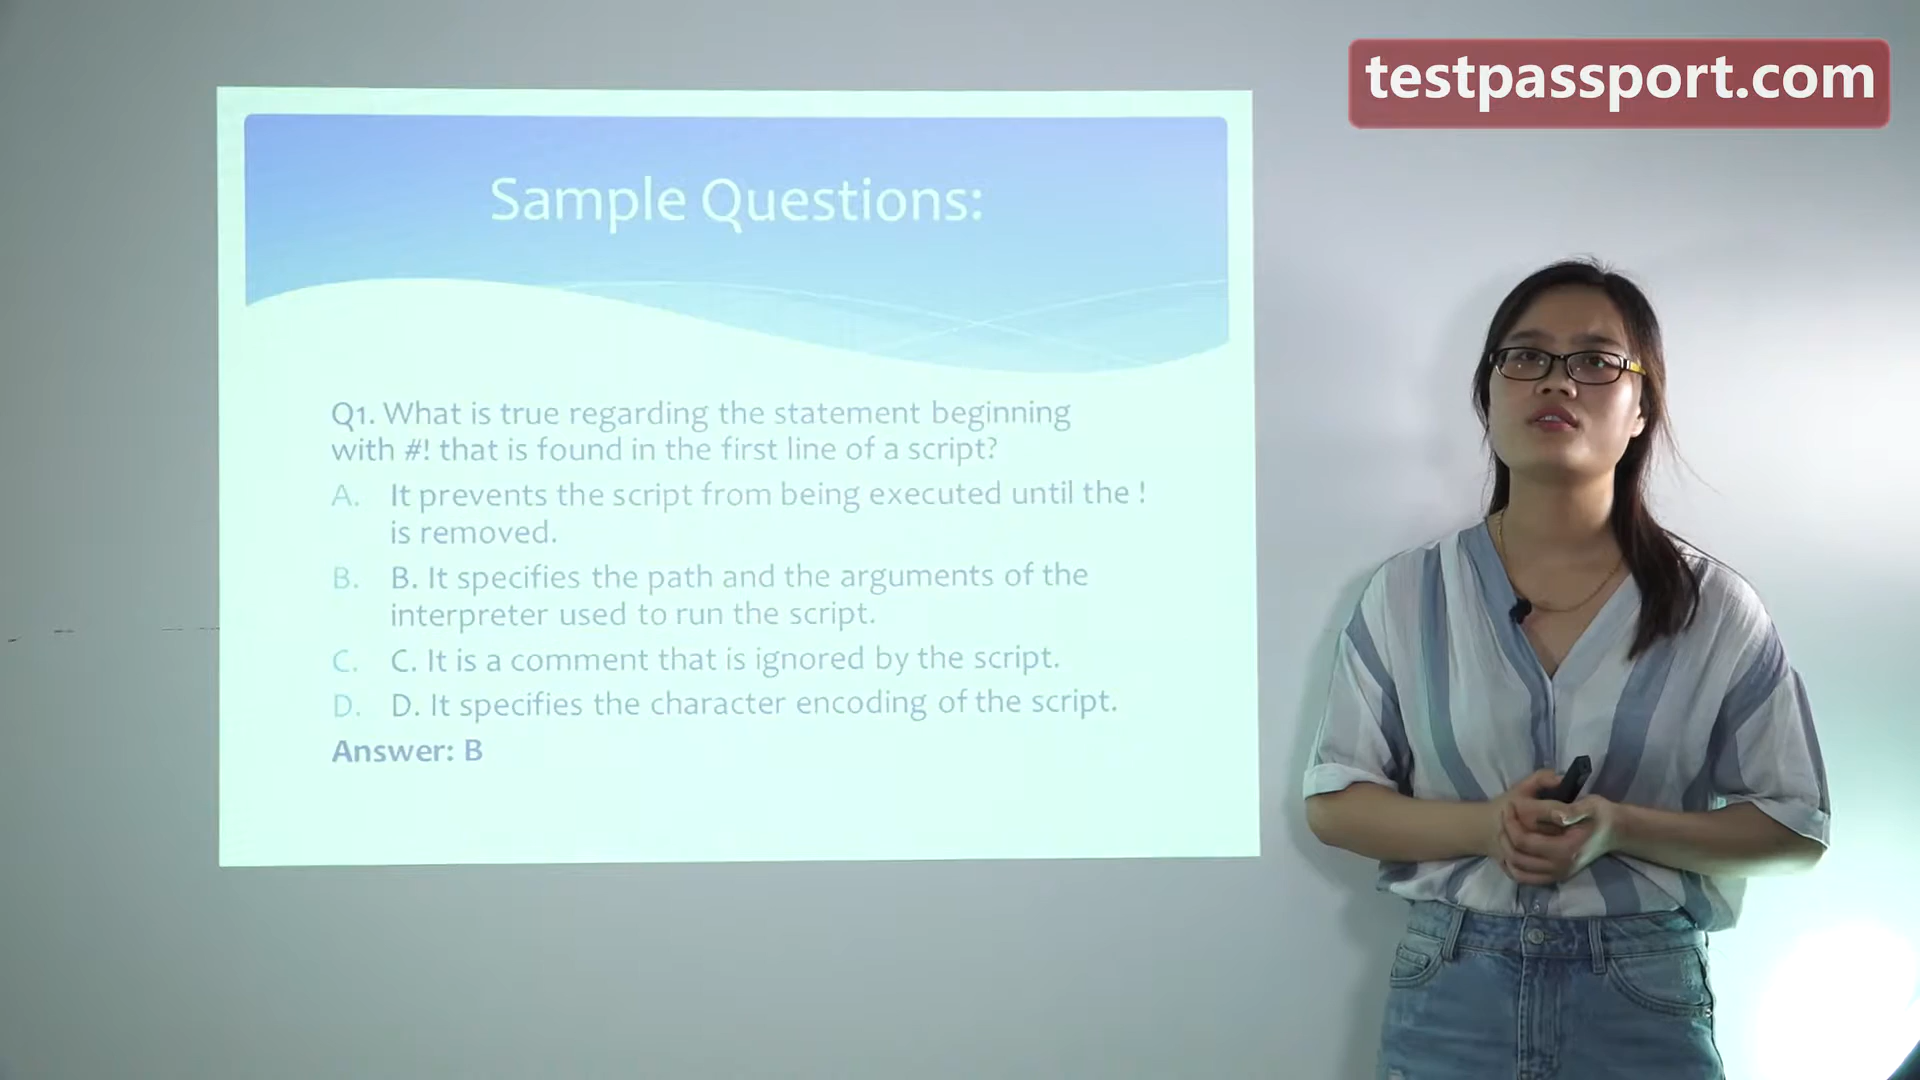 testpassport.com
Sample Questions:
Q1. What is true regarding the statement beginning
with #! that is found in the first line of a script?
A. It prevents the script from being executed until the !
is removed.
B. B. It specifies the path and the arguments of the
interpreter used to run the script.
C. C. It is a comment that is ignored by the script.
D. D. It specifies the character encoding of the script.
Answer: B